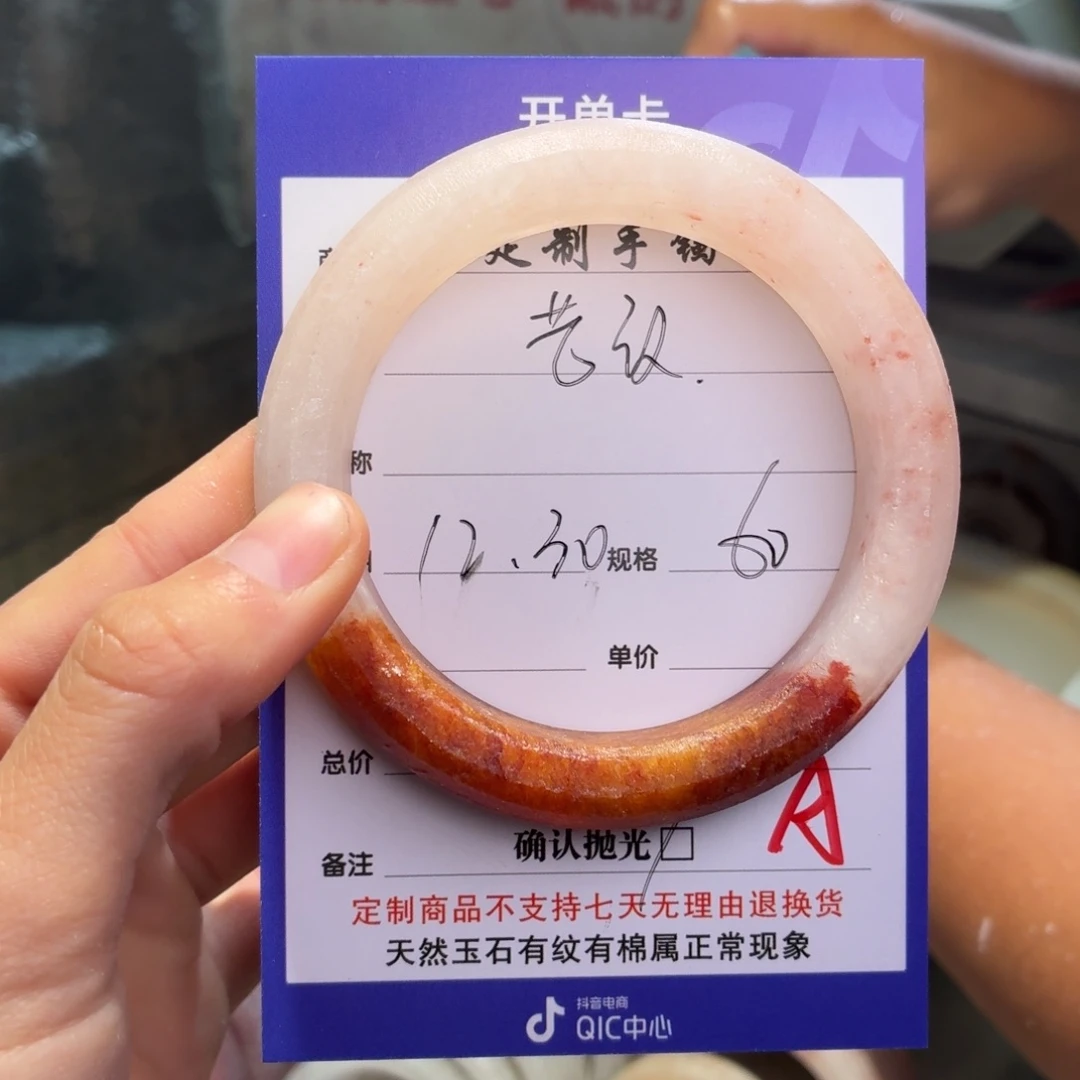 开单卡
定制手镯
称
12.30 规格 60
单价
总价
A
确认抛光
备注
定制商品不支持七天无理由退换货
天然玉石有纹有棉属正常现象
抖音电商
QIC中心